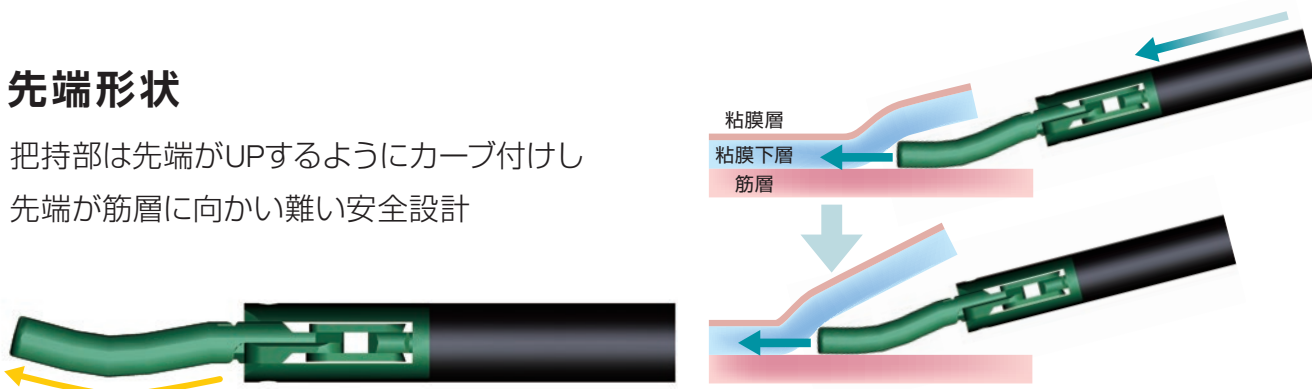 先端形状
把持部は先端がUPするようにカーブ付けし
先端が筋層に向かい難い安全設計
粘膜層
粘膜下層
筋層